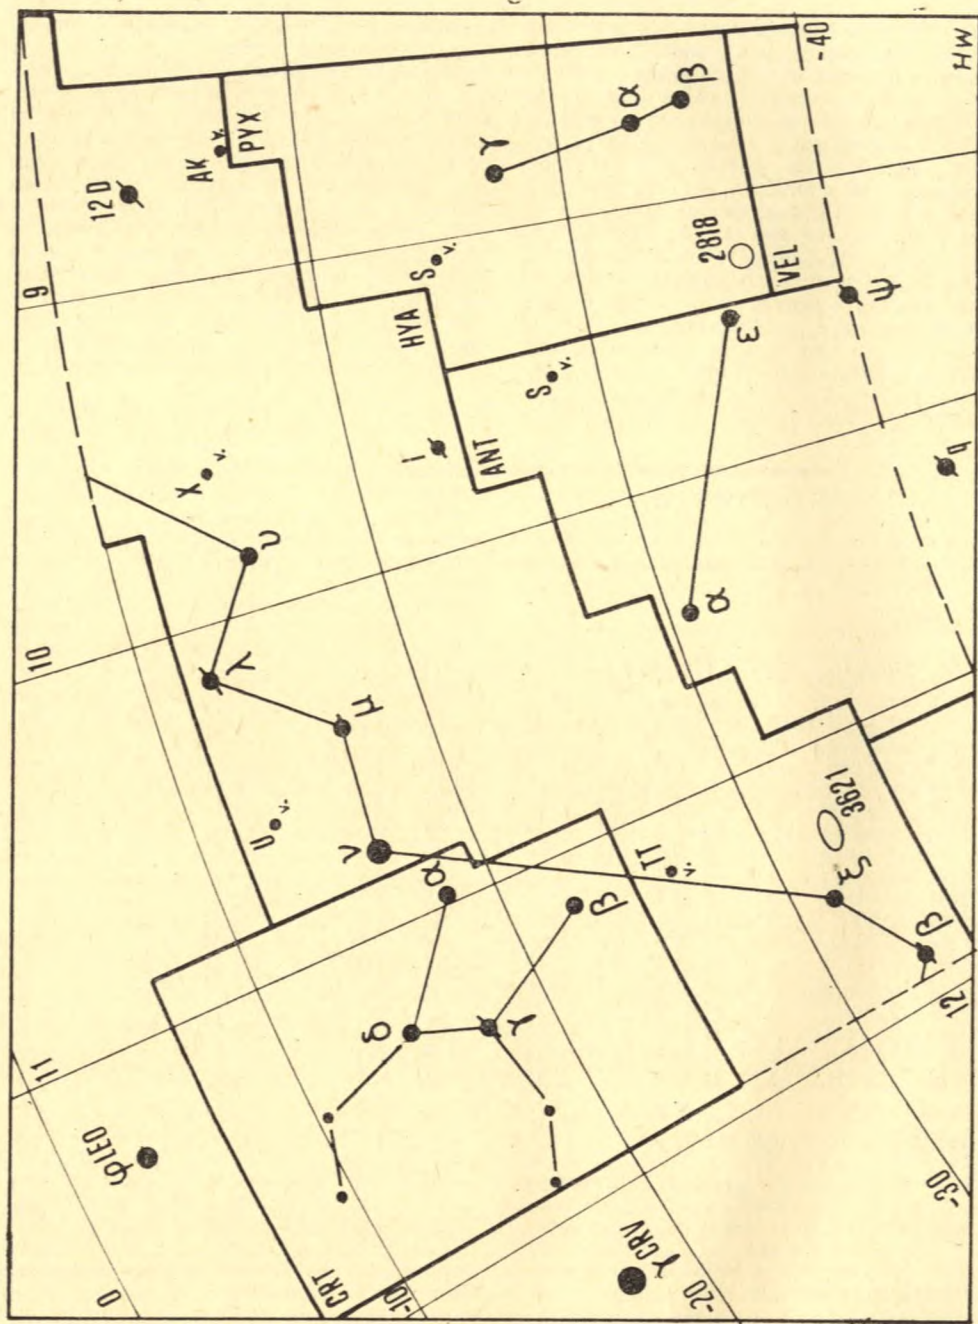 HW
-40
β
α
γ
PYX
AK
v.
12 D
2818
VEL
S
v.
9
HYA
ψ
ε
S
v.
ANT
I
χ
v.
q
υ
α
10
λ
μ
3621
U
v.
ν
α
II
v.
ξ
β
β
12
δ
γ
11
φ LEO
-30
γ CRV
-20
-10
CRT
0